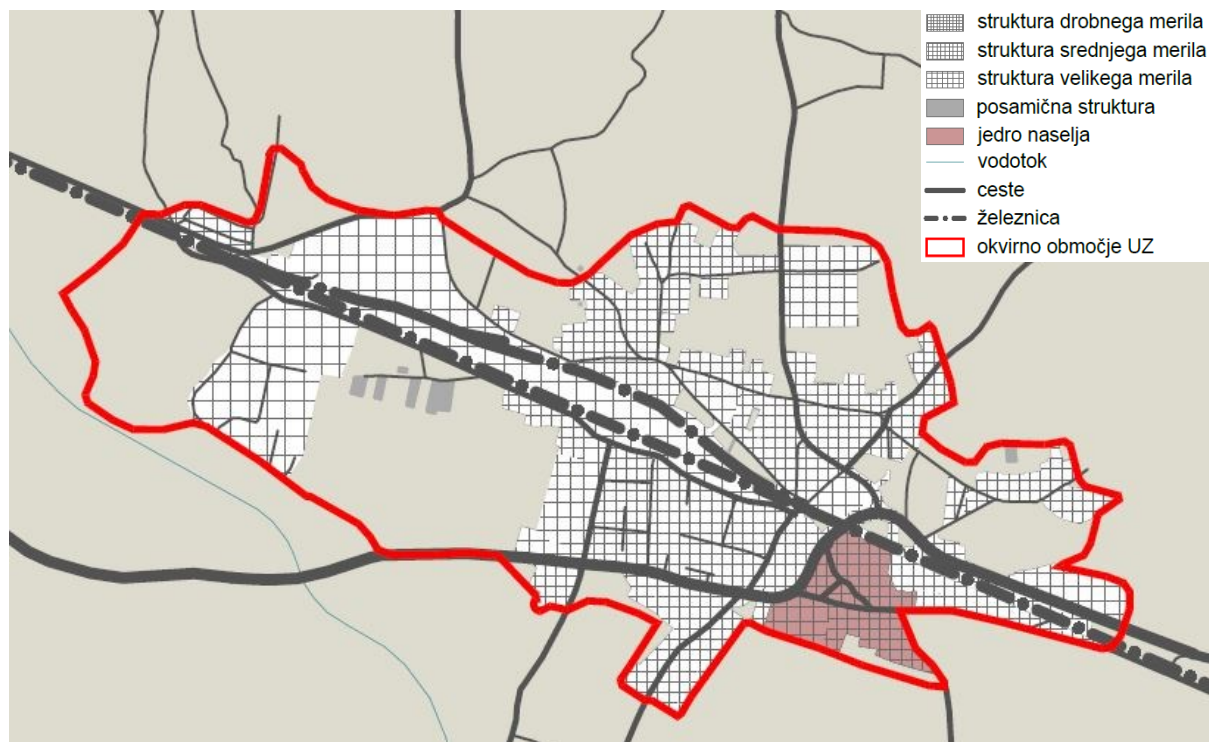 struktura drobnega merila
struktura srednjega merila
struktura velikega merila
posamična struktura
jedro naselja
vodotok
ceste
železnica
okvirno območje UZ